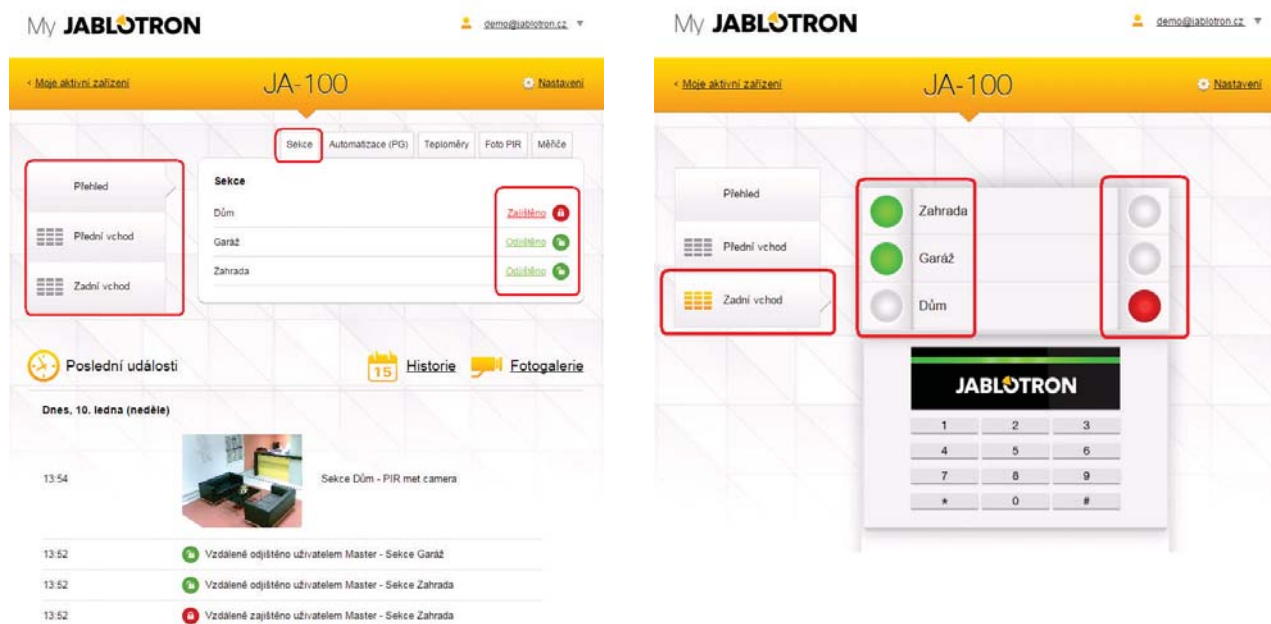 My JABLOTRON
demo@jablotron.cz
< Moje aktivní zařízení
JA-100
Nastavení
Sekce
Automatizace (PG)
Teploměry
Foto PIR
Měřiče
Přehled
Přední vchod
Zadní vchod
Sekce
Dům Zajištěno
Garáž Odjištěno
Zahrada Odjištěno
Poslední události
15
Historie
Fotogalerie
Dnes, 10. ledna (neděle)
13:54 Sekce Dům - PIR met camera
13:52 Vzdáleně odjištěno uživatelem Master - Sekce Garáž
13:52 Vzdáleně odjištěno uživatelem Master - Sekce Zahrada
13:52 Vzdáleně zajištěno uživatelem Master - Sekce Zahrada
My JABLOTRON
demo@jablotron.cz
< Moje aktivní zařízení
JA-100
Nastavení
Přehled
Přední vchod
Zadní vchod
Zahrada
Garáž
Dům
JABLOTRON
1 2 3
4 5 6
7 8 9
* 0 #